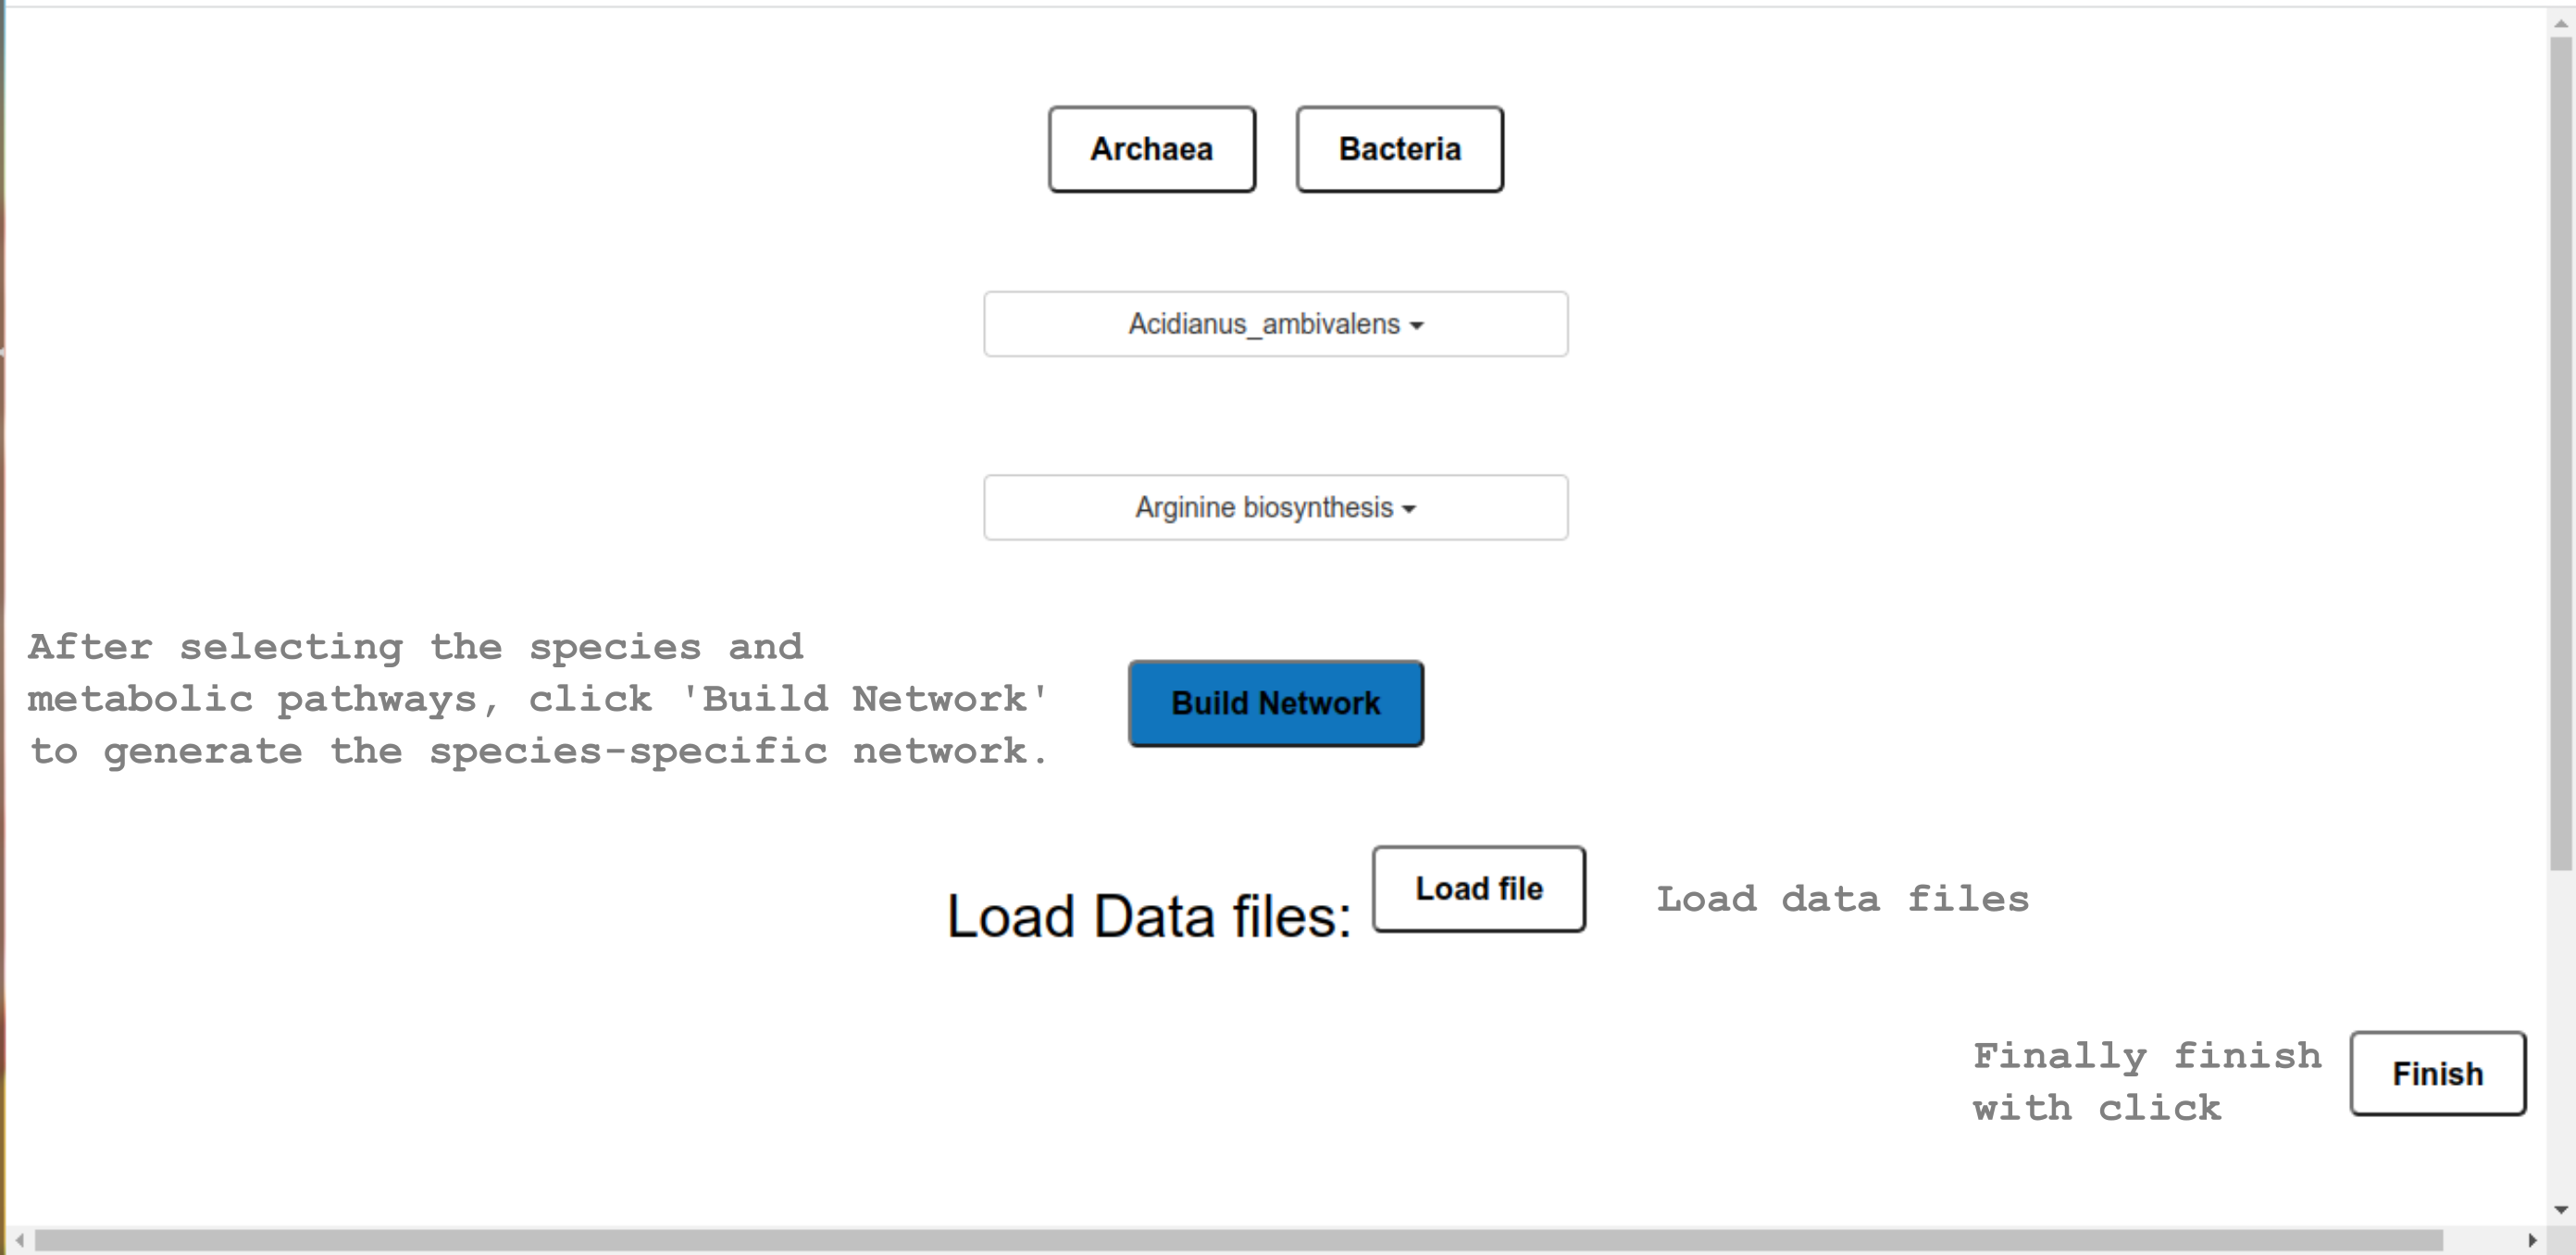 Archaea Bacteria
Acidianus_ambivalens
Arginine biosynthesis
After selecting the species and
metabolic pathways, click 'Build Network'
to generate the species-specific network.
Build Network
Load Data files: Load file
Load data files
Finally finish
with click
Finish